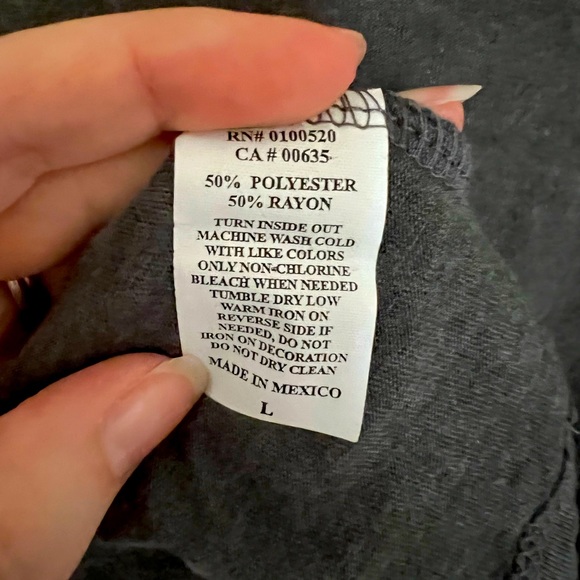 RN# 0100520
CA # 00635
50% POLYESTER
50% RAYON
TURN INSIDE OUT
MACHINE WASH COLD
WITH LIKE COLORS
ONLY NON-CHLORINE
BLEACH WHEN NEEDED
TUMBLE DRY LOW
WARM IRON ON
REVERSE SIDE IF
NEEDED, DO NOT
IRON ON DECORATION
DO NOT DRY CLEAN
MADE IN MEXICO
L